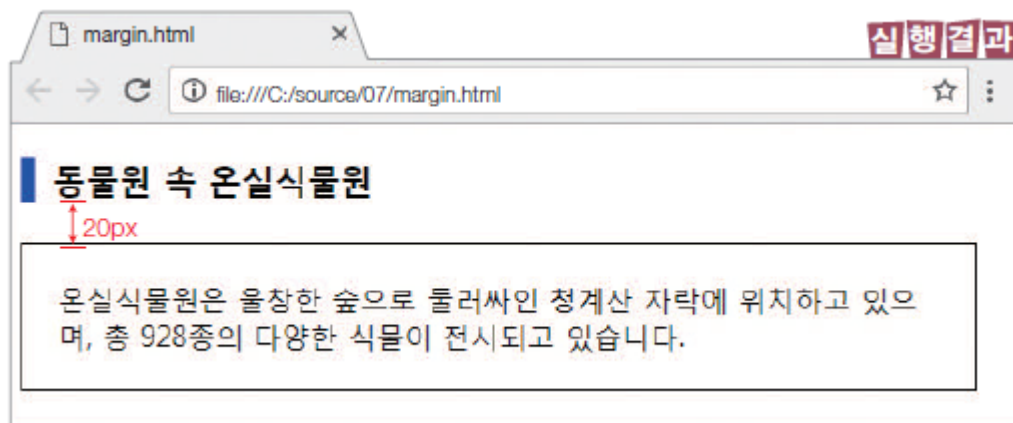 margin.html
실행결과
file:///C:/source/07/margin.html
동물원 속 온실식물원
20px
온실식물원은 울창한 숲으로 둘러싸인 청계산 자락에 위치하고 있으
며, 총 928종의 다양한 식물이 전시되고 있습니다.